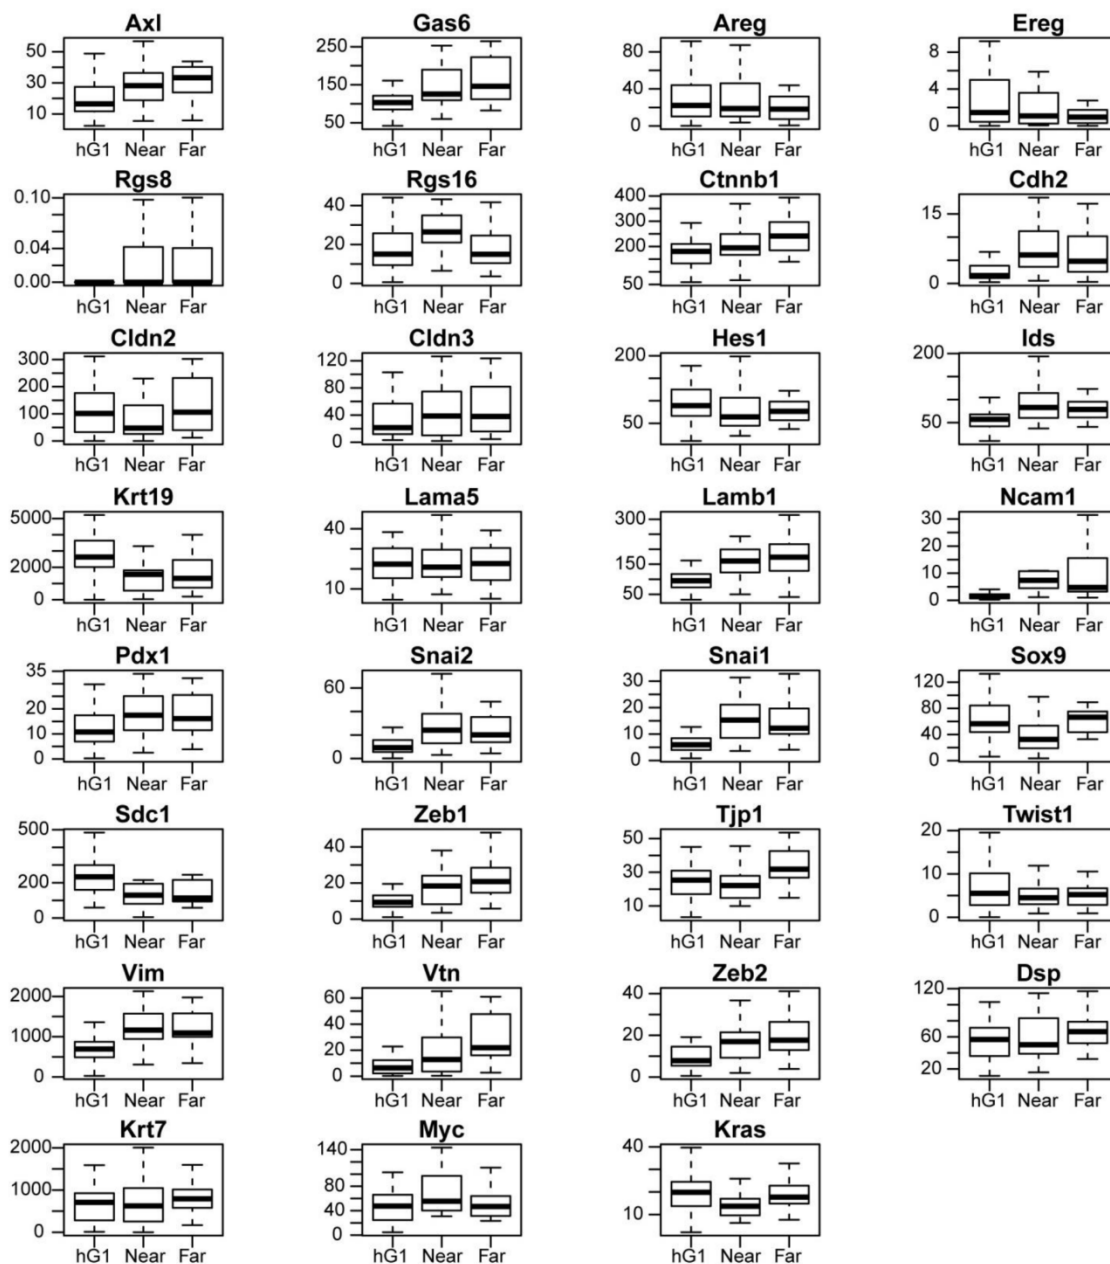 Axl
50
30
10
hG1 Near Far
Gas6
250
150
50
hG1 Near Far
Areg
80
40
0
hG1 Near Far
Ereg
8
4
0
hG1 Near Far
Rgs8
0.10
0.04
0.00
hG1 Near Far
Rgs16
40
20
0
hG1 Near Far
Ctnnb1
400
300
200
50
hG1 Near Far
Cdh2
15
0
hG1 Near Far
Cldn2
300
200
100
0
hG1 Near Far
Cldn3
120
80
40
0
hG1 Near Far
Hes1
200
50
hG1 Near Far
Ids
200
50
hG1 Near Far
Krt19
5000
2000
0
hG1 Near Far
Lama5
40
10
hG1 Near Far
Lamb1
300
150
50
hG1 Near Far
Ncam1
30
20
10
0
hG1 Near Far
Pdx1
35
20
10
0
hG1 Near Far
Snai2
60
0
hG1 Near Far
Snai1
30
20
10
0
hG1 Near Far
Sox9
120
80
40
0
hG1 Near Far
Sdc1
500
200
0
hG1 Near Far
Zeb1
40
20
0
hG1 Near Far
Tjp1
50
30
10
hG1 Near Far
Twist1
20
10
0
hG1 Near Far
Vim
2000
1000
0
hG1 Near Far
Vtn
60
40
20
0
hG1 Near Far
Zeb2
40
20
0
hG1 Near Far
Dsp
120
60
20
hG1 Near Far
Krt7
2000
1000
0
hG1 Near Far
Myc
140
80
40
0
hG1 Near Far
Kras
40
10
hG1 Near Far